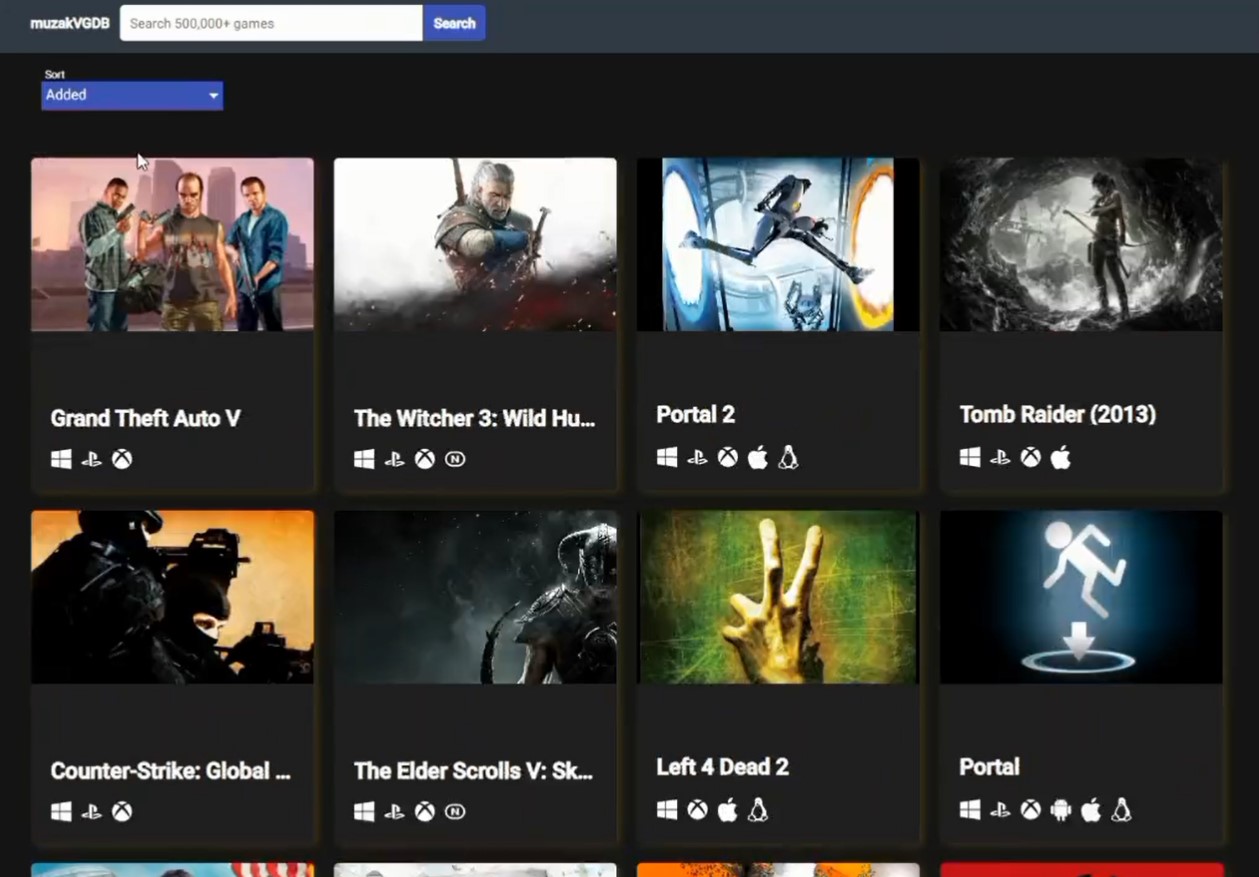 muzakVGDB
Search 500,000+ games
Search
Sort
Added
Grand Theft Auto V
The Witcher 3: Wild Hu...
Portal 2
Tomb Raider (2013)
Counter-Strike: Global ...
The Elder Scrolls V: Sk...
Left 4 Dead 2
Portal